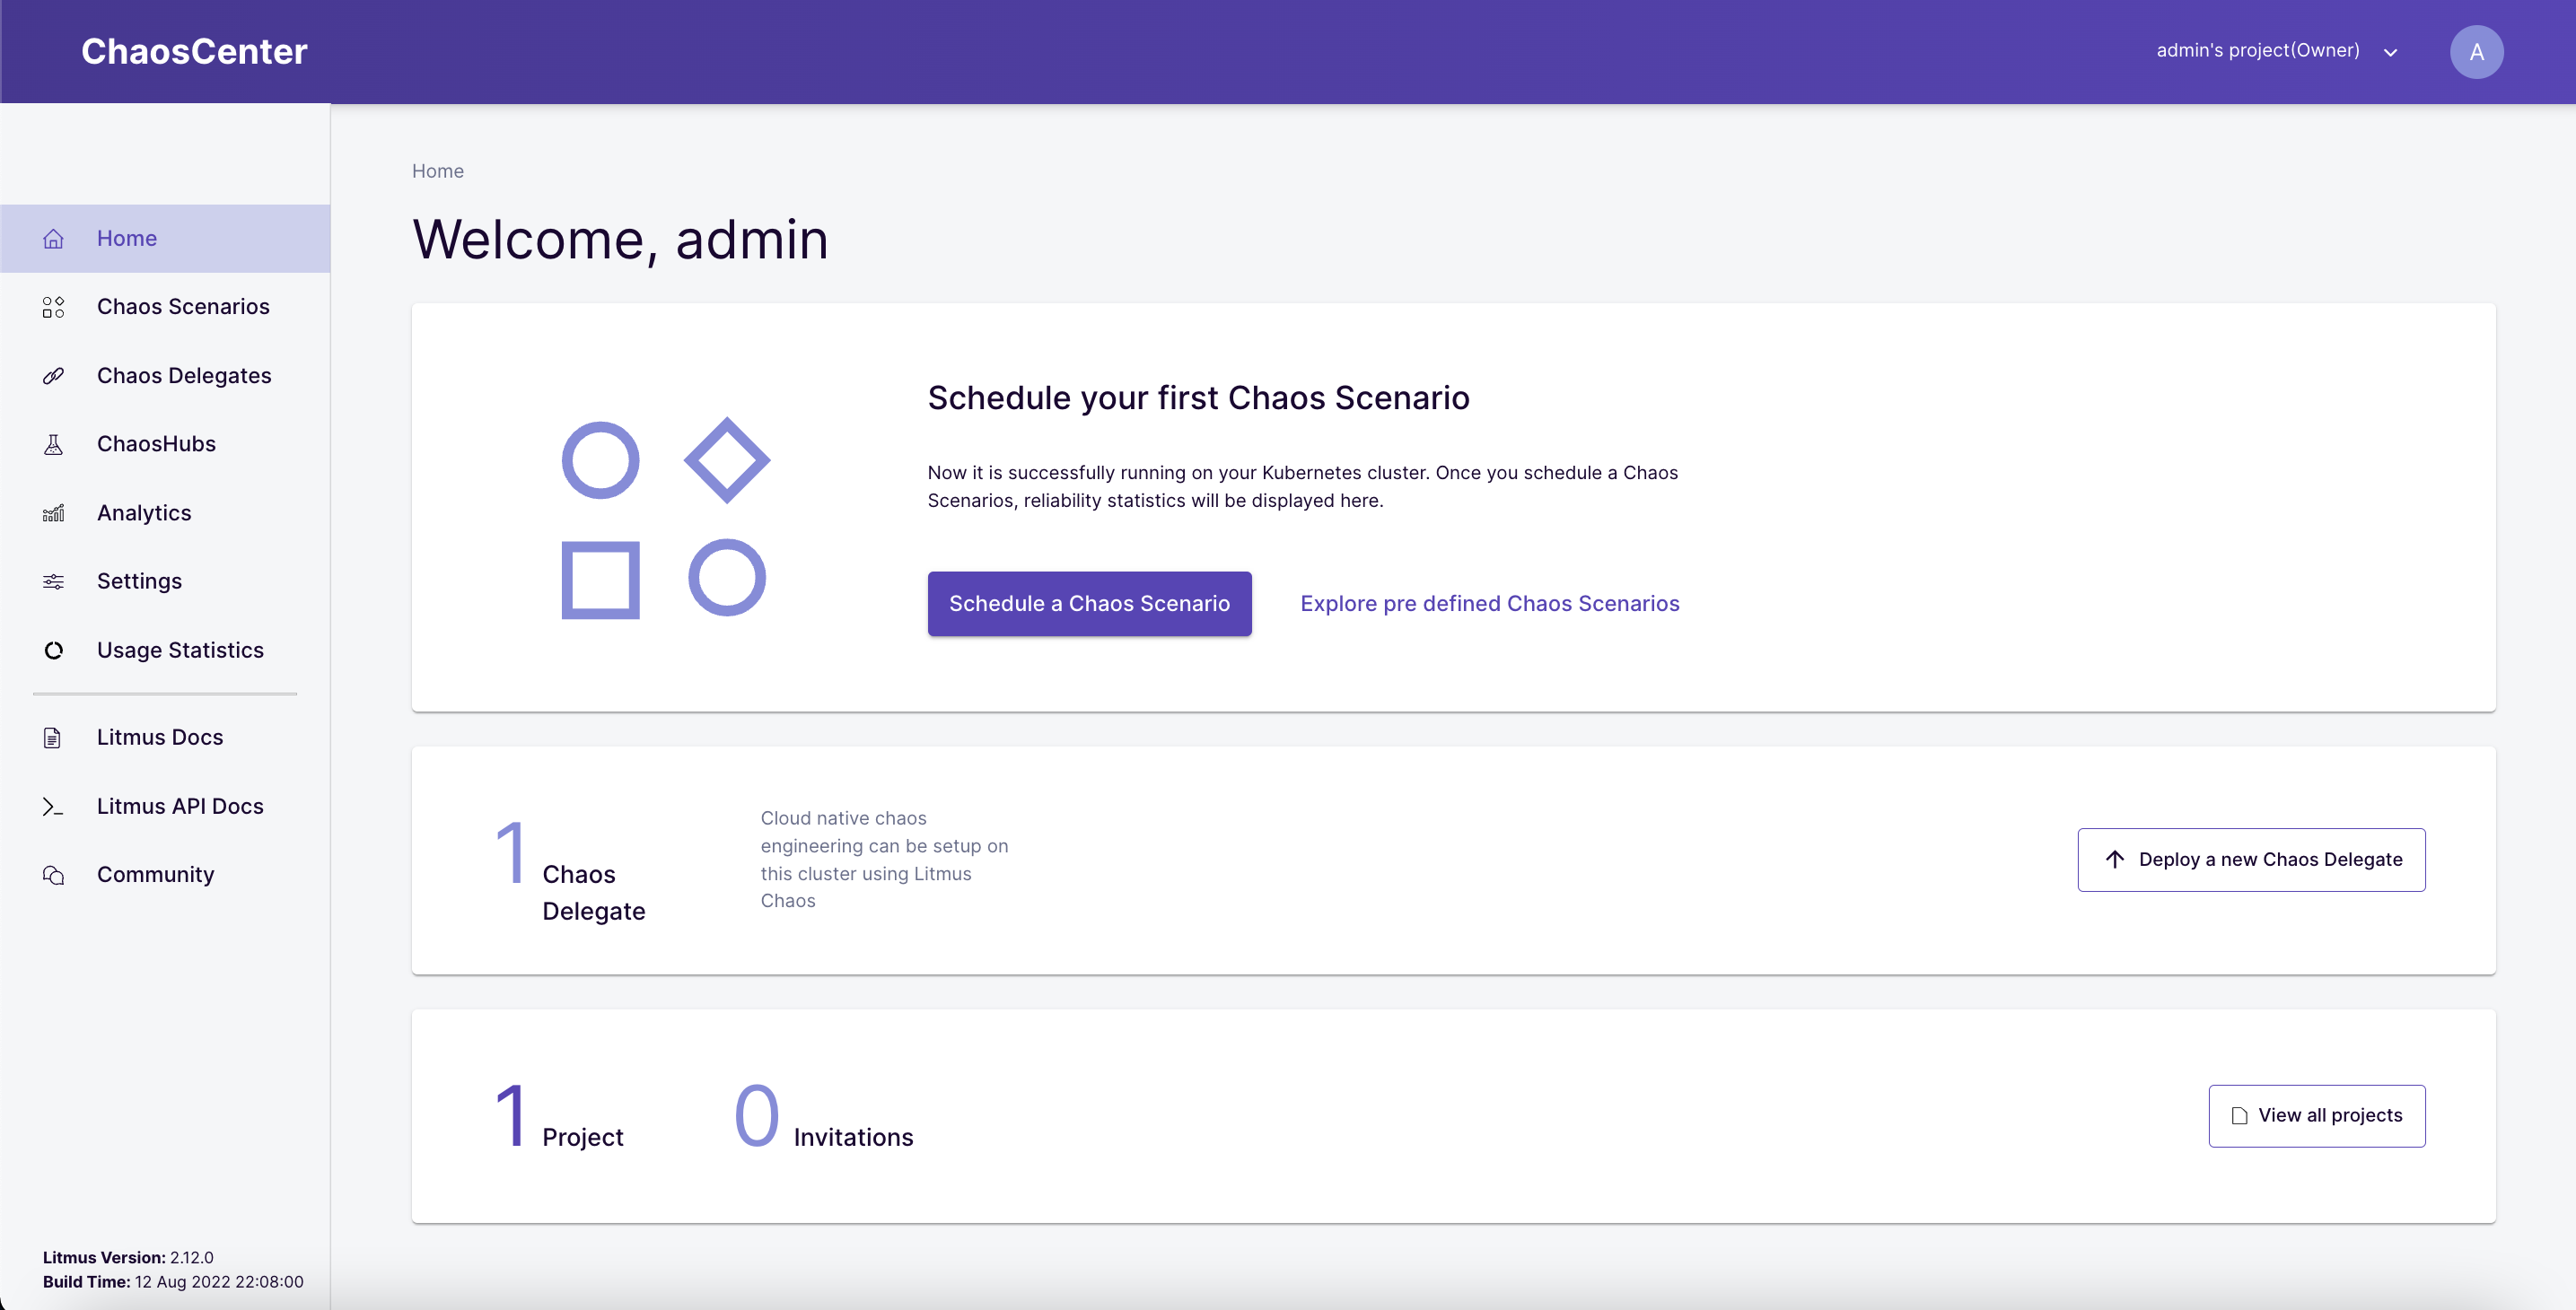 ChaosCenter
admin's project(Owner)
A
Home
Chaos Scenarios
Chaos Delegates
ChaosHubs
Analytics
Settings
Usage Statistics
Litmus Docs
Litmus API Docs
Community
Litmus Version: 2.12.0
Build Time: 12 Aug 2022 22:08:00
Home
Welcome, admin
Schedule your first Chaos Scenario
Now it is successfully running on your Kubernetes cluster. Once you schedule a Chaos
Scenarios, reliability statistics will be displayed here.
Schedule a Chaos Scenario
Explore pre defined Chaos Scenarios
1 Chaos
Delegate
Cloud native chaos
engineering can be setup on
this cluster using Litmus
Chaos
Deploy a new Chaos Delegate
1 Project
0 Invitations
View all projects